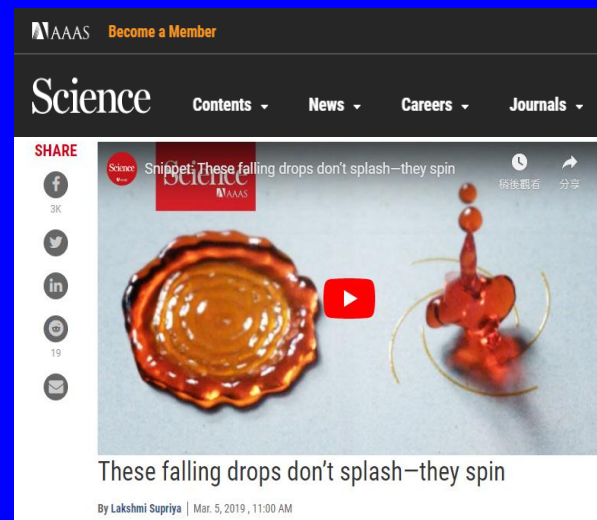 AAAS Become a Member
Science Contents News Careers Journals
SHARE
3K
19
Science
Snippet: These falling drops don't splash—they spin
Science
AAAS
稍後觀看 分享
These falling drops don't splash—they spin
By Lakshmi Supriya | Mar. 5, 2019 , 11:00 AM